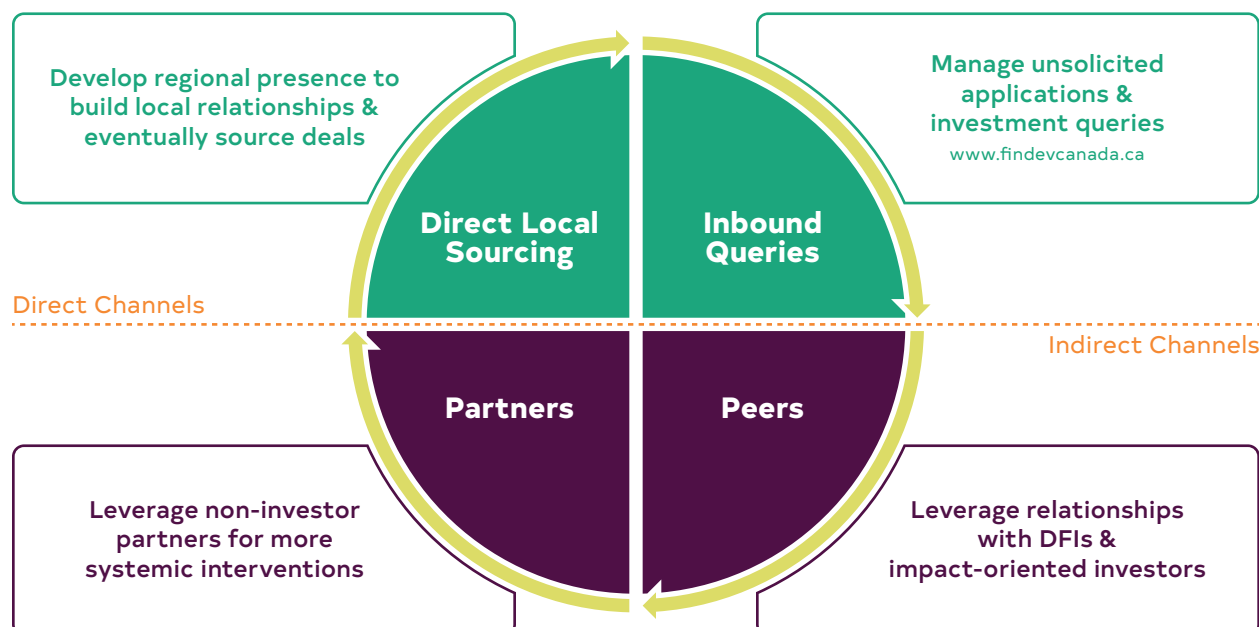 Develop regional presence to
build local relationships &
eventually source deals
Manage unsolicited
applications &
investment queries
www.findevcanada.ca
Direct Local
Sourcing
Inbound
Queries
Direct Channels
Indirect Channels
Partners
Peers
Leverage non-investor
partners for more
systemic interventions
Leverage relationships
with DFIs &
impact-oriented investors